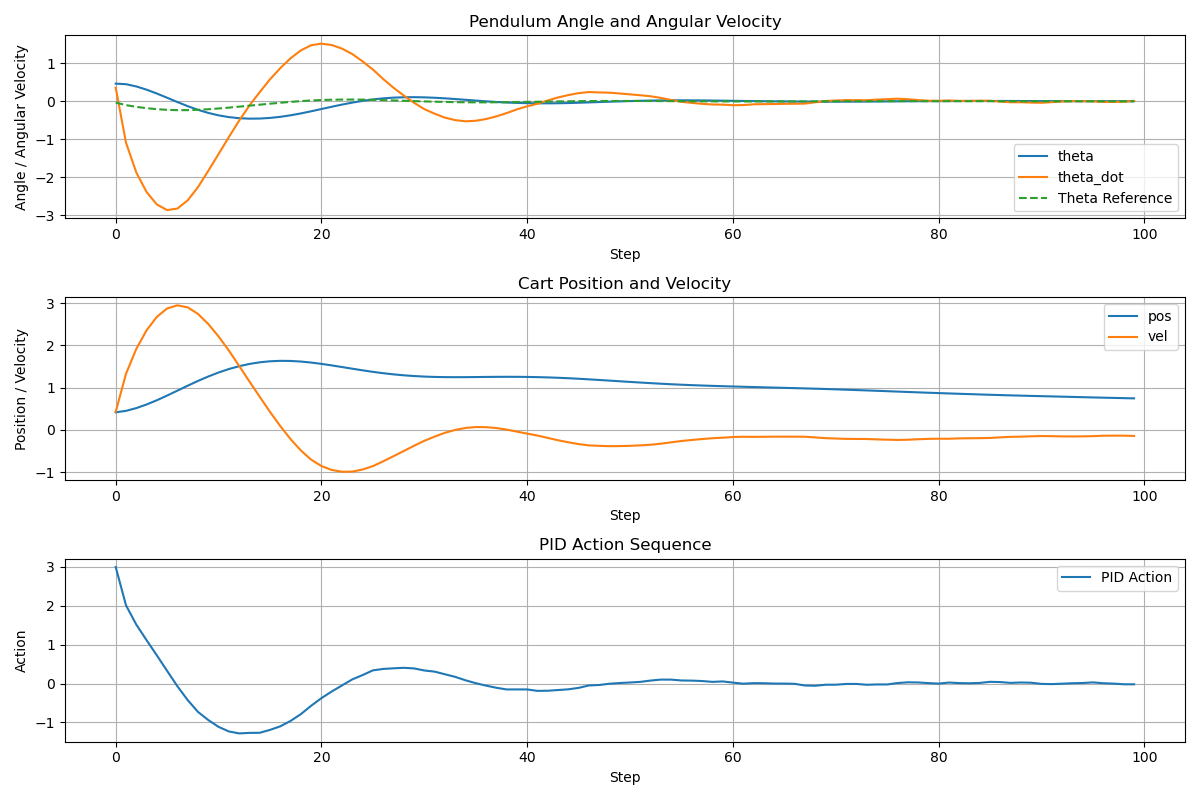 Pendulum Angle and Angular Velocity
Angle / Angular Velocity
1
0
−1
−2
−3
theta
theta_dot
Theta Reference
0 20 40 60 80 100
Step
Cart Position and Velocity
Position / Velocity
3
2
1
0
−1
pos
vel
0 20 40 60 80 100
Step
PID Action Sequence
Action
3
2
1
0
−1
PID Action
0 20 40 60 80 100
Step